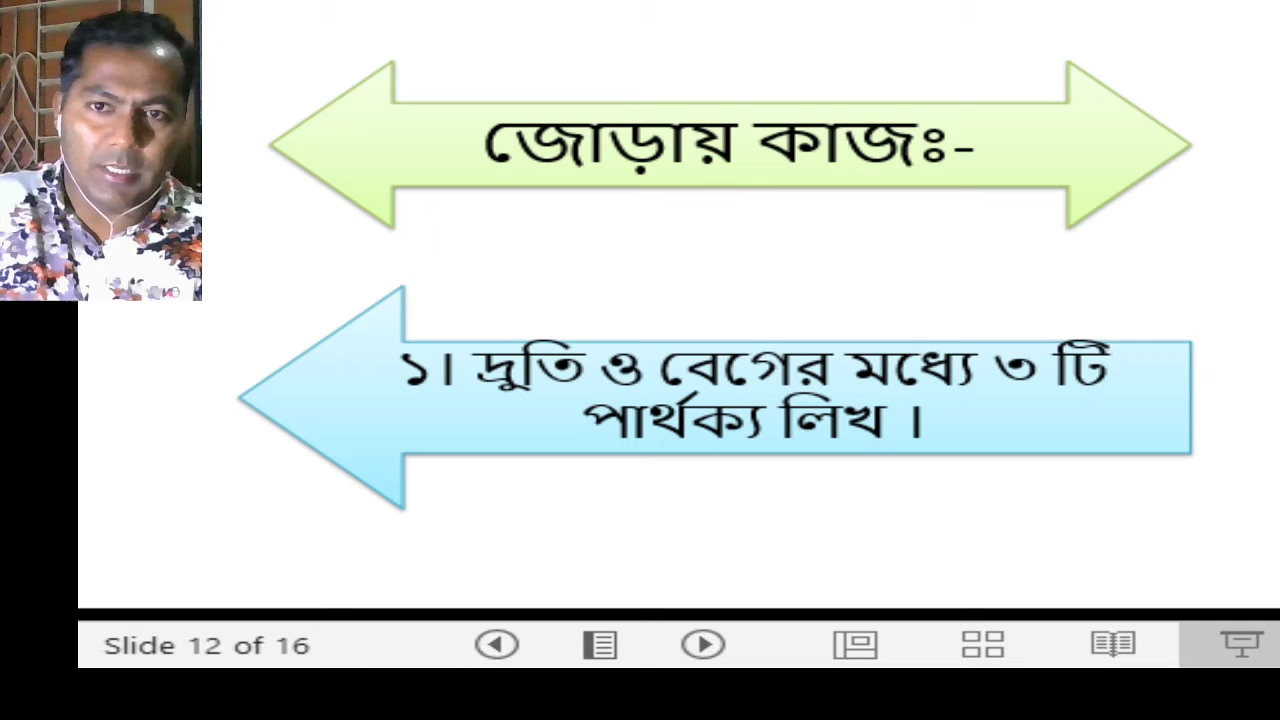 জোড়ায় কাজঃ-
১। দ্রুতি ও বেগের মধ্যে ৩ টি
পার্থক্য লিখ ।
Slide 12 of 16